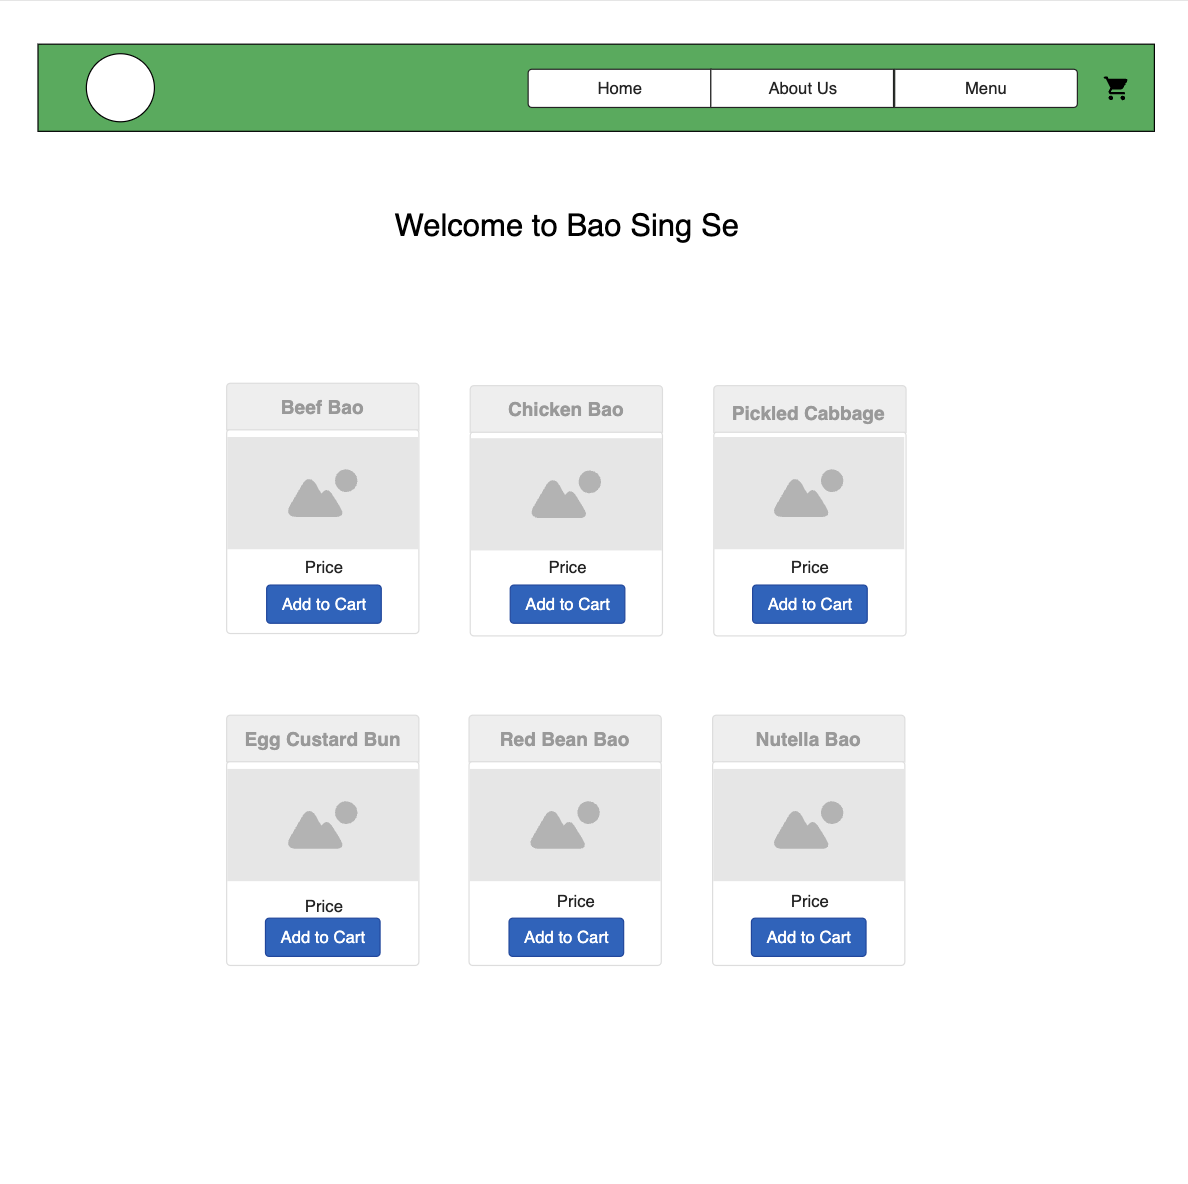 Home About Us Menu
Welcome to Bao Sing Se
Beef Bao Chicken Bao Pickled Cabbage
Price Price Price
Add to Cart Add to Cart Add to Cart
Egg Custard Bun Red Bean Bao Nutella Bao
Price Price Price
Add to Cart Add to Cart Add to Cart